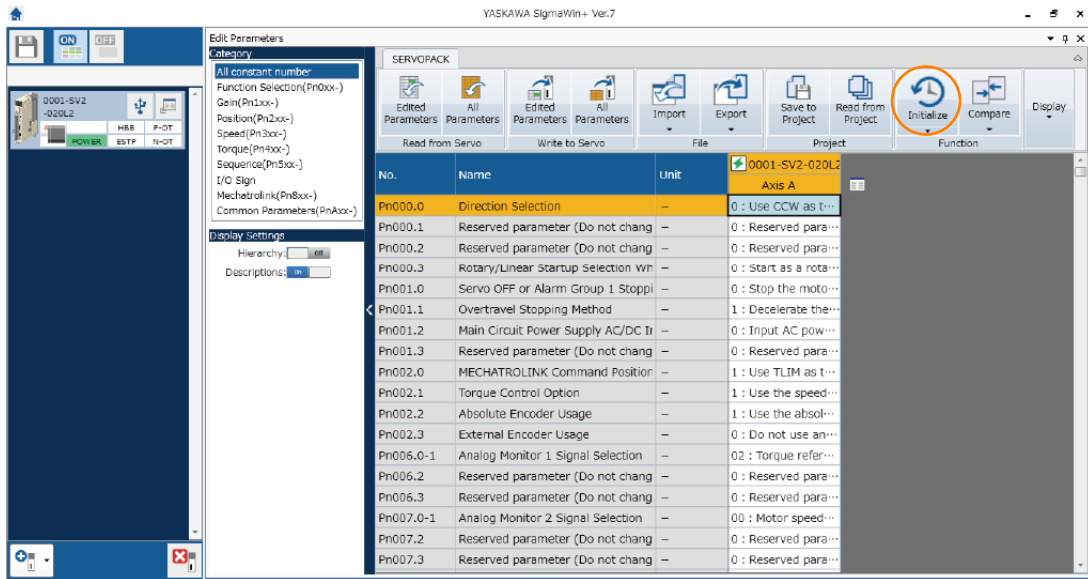 YASKAWA SigmaWin+ Ver.7
ON
OFF
0001-SV2
-020L2
HBB P-OT
POWER ESTP N-OT
Edit Parameters
Category
All constant number
Function Selection(Pn0xx-)
Gain(Pn1xx-)
Position(Pn2xx-)
Speed(Pn3xx-)
Torque(Pn4xx-)
Sequence(Pn5xx-)
I/O Sign
Mechatrolink(Pn8xx-)
Common Parameters(PnAxx-)
Display Settings
Hierarchy: Off
Descriptions: On
SERVOPACK
Edited Parameters
All Parameters
Read from Servo
Edited Parameters
All Parameters
Write to Servo
Import
Export
File
Save to Project
Read from Project
Project
Initialize
Compare
Function
Display
No. Name Unit 0001-SV2-020L2
Axis A
Pn000.0 Direction Selection – 0 : Use CCW as t…
Pn000.1 Reserved parameter (Do not chang – 0 : Reserved para…
Pn000.2 Reserved parameter (Do not chang – 0 : Reserved para…
Pn000.3 Rotary/Linear Startup Selection Wh – 0 : Start as a rota…
Pn001.0 Servo OFF or Alarm Group 1 Stoppi – 0 : Stop the moto…
Pn001.1 Overtravel Stopping Method – 1 : Decelerate the…
Pn001.2 Main Circuit Power Supply AC/DC Ir – 0 : Input AC pow…
Pn001.3 Reserved parameter (Do not chang – 0 : Reserved para…
Pn002.0 MECHATROLINK Command Position – 1 : Use TLIM as t…
Pn002.1 Torque Control Option – 1 : Use the speed…
Pn002.2 Absolute Encoder Usage – 1 : Use the absol…
Pn002.3 External Encoder Usage – 0 : Do not use an…
Pn006.0-1 Analog Monitor 1 Signal Selection – 02 : Torque refer…
Pn006.2 Reserved parameter (Do not chang – 0 : Reserved para…
Pn006.3 Reserved parameter (Do not chang – 0 : Reserved para…
Pn007.0-1 Analog Monitor 2 Signal Selection – 00 : Motor speed…
Pn007.2 Reserved parameter (Do not chang – 0 : Reserved para…
Pn007.3 Reserved parameter (Do not chang – 0 : Reserved para…